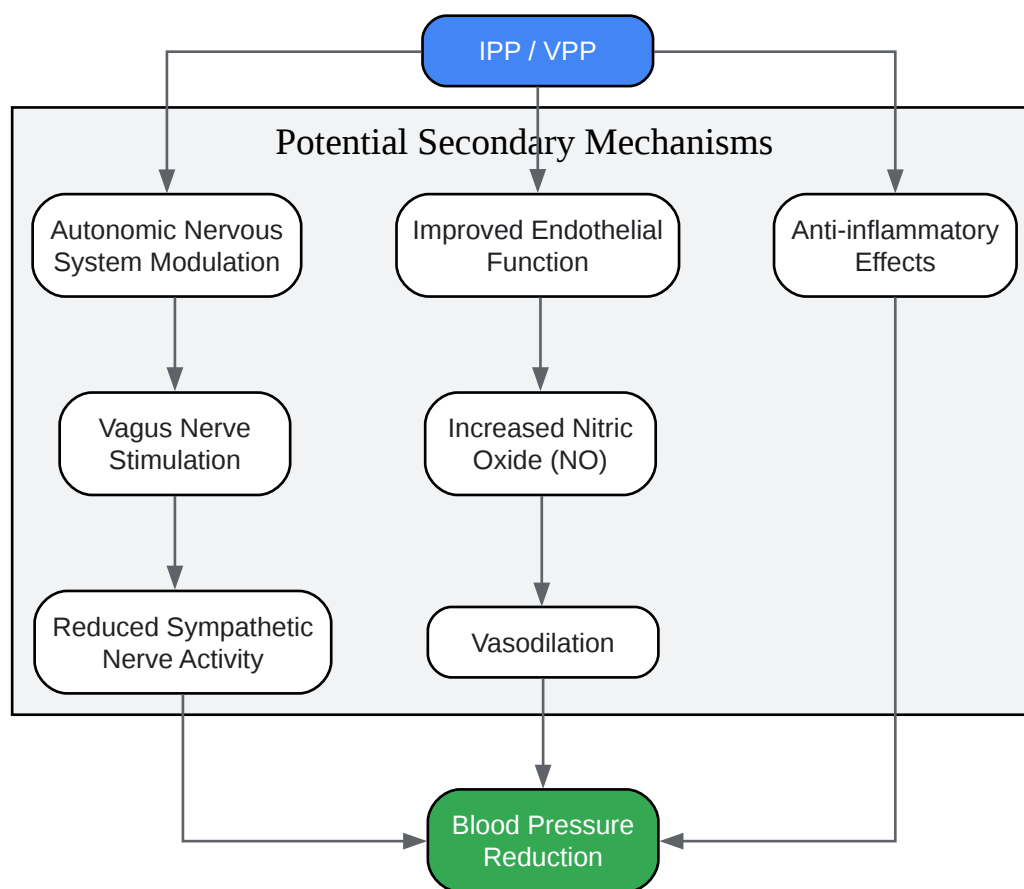 IPP / VPP
Potential Secondary Mechanisms
Autonomic Nervous
System Modulation
Improved Endothelial
Function
Anti-inflammatory
Effects
Vagus Nerve
Stimulation
Increased Nitric
Oxide (NO)
Reduced Sympathetic
Nerve Activity
Vasodilation
Blood Pressure
Reduction